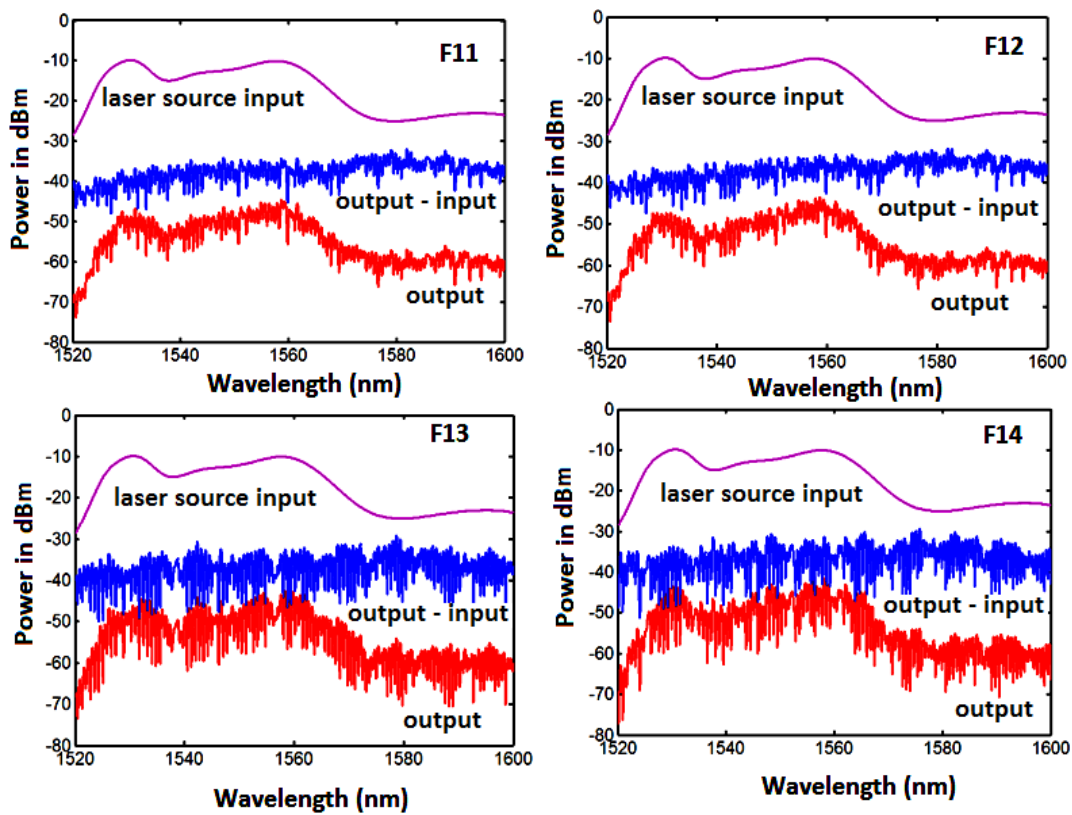 0
-10
-20
-30
-40
-50
-60
-70
-80
Power in dBm
F11
laser source input
output - input
output
1520
1540
1560
1580
1600
Wavelength (nm)
0
-10
-20
-30
-40
-50
-60
-70
-80
Power in dBm
F12
laser source input
output - input
output
1520
1540
1560
1580
1600
Wavelength (nm)
0
-10
-20
-30
-40
-50
-60
-70
-80
Power in dBm
F13
laser source input
output - input
output
1520
1540
1560
1580
1600
Wavelength (nm)
0
-10
-20
-30
-40
-50
-60
-70
-80
Power in dBm
F14
laser source input
output - input
output
1520
1540
1560
1580
1600
Wavelength (nm)